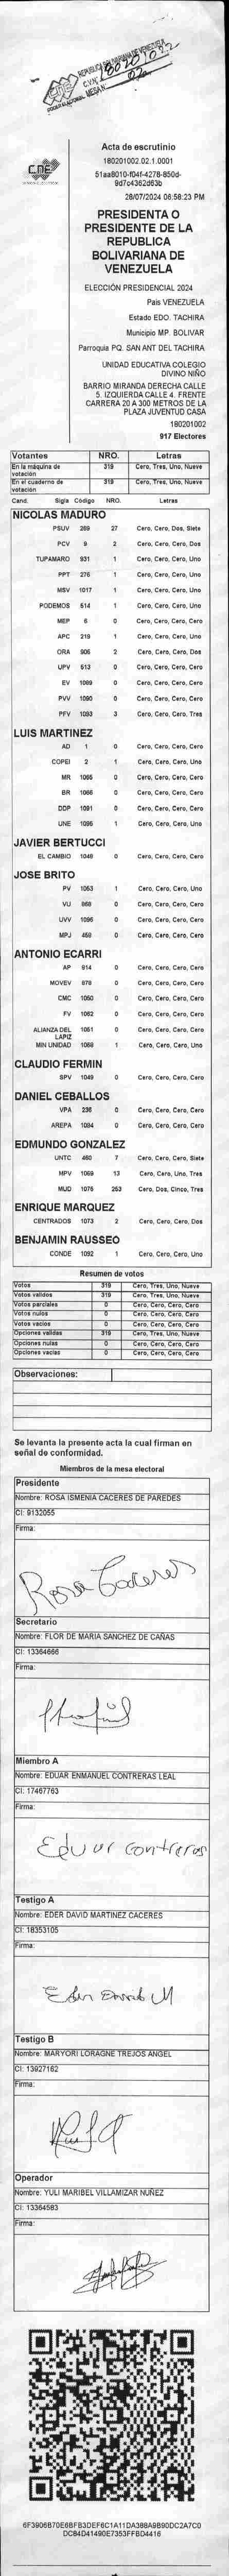 REPUBLICA BOLIVARIANA DE VENEZUELA
MESA N° 02
CNE
Acta de escrutinio
180201002.02.1.0001
51aa8010-f04f-4278-850d-
9d7c4362d63b
28/07/2024 06:58:23 PM
PRESIDENTA O
PRESIDENTE DE LA
REPUBLICA
BOLIVARIANA DE
VENEZUELA
ELECCIÓN PRESIDENCIAL 2024
País VENEZUELA
Estado EDO. TACHIRA
Municipio MP. BOLIVAR
Parroquia PQ. SAN ANT DEL TACHIRA
UNIDAD EDUCATIVA COLEGIO
DIVINO NIÑO
BARRIO MIRANDA DERECHA CALLE
5. IZQUIERDA CALLE 4. FRENTE
CARRERA 20 A 300 METROS DE LA
PLAZA JUVENTUD CASA
180201002
917 Electores
Votantes NRO. Letras
En la máquina de votación 319 Cero, Tres, Uno, Nueve
En el cuaderno de votación 319 Cero, Tres, Uno, Nueve
Cand. Sigla Código NRO. Letras
NICOLAS MADURO
PSUV 269 27 Cero, Cero, Dos, Siete
PCV 9 2 Cero, Cero, Cero, Dos
TUPAMARO 931 1 Cero, Cero, Cero, Uno
PPT 276 1 Cero, Cero, Cero, Uno
MSV 1017 1 Cero, Cero, Cero, Uno
PODEMOS 514 1 Cero, Cero, Cero, Uno
MEP 6 0 Cero, Cero, Cero, Cero
APC 219 1 Cero, Cero, Cero, Uno
ORA 906 2 Cero, Cero, Cero, Dos
UPV 513 0 Cero, Cero, Cero, Cero
EV 1089 0 Cero, Cero, Cero, Cero
PVV 1090 0 Cero, Cero, Cero, Cero
PFV 1093 3 Cero, Cero, Cero, Tres
LUIS MARTINEZ
AD 1 0 Cero, Cero, Cero, Cero
COPEI 2 1 Cero, Cero, Cero, Uno
MR 1065 0 Cero, Cero, Cero, Cero
BR 1066 0 Cero, Cero, Cero, Cero
DDP 1091 0 Cero, Cero, Cero, Cero
UNE 1095 1 Cero, Cero, Cero, Uno
JAVIER BERTUCCI
EL CAMBIO 1048 0 Cero, Cero, Cero, Cero
JOSE BRITO
PV 1053 1 Cero, Cero, Cero, Uno
VU 868 0 Cero, Cero, Cero, Cero
UVV 1096 0 Cero, Cero, Cero, Cero
MPJ 459 0 Cero, Cero, Cero, Cero
ANTONIO ECARRI
AP 914 0 Cero, Cero, Cero, Cero
MOVEV 878 0 Cero, Cero, Cero, Cero
CMC 1050 0 Cero, Cero, Cero, Cero
FV 1082 0 Cero, Cero, Cero, Cero
ALIANZA DEL LAPIZ 1051 0 Cero, Cero, Cero, Cero
MIN UNIDAD 1068 1 Cero, Cero, Cero, Uno
CLAUDIO FERMIN
SPV 1049 0 Cero, Cero, Cero, Cero
DANIEL CEBALLOS
VPA 236 0 Cero, Cero, Cero, Cero
AREPA 1094 0 Cero, Cero, Cero, Cero
EDMUNDO GONZALEZ
UNTC 460 7 Cero, Cero, Cero, Siete
MPV 1069 13 Cero, Cero, Uno, Tres
MUD 1075 253 Cero, Dos, Cinco, Tres
ENRIQUE MARQUEZ
CENTRADOS 1073 2 Cero, Cero, Cero, Dos
BENJAMIN RAUSSEO
CONDE 1092 1 Cero, Cero, Cero, Uno
Resumen de votos
Votos 319 Cero, Tres, Uno, Nueve
Votos validos 319 Cero, Tres, Uno, Nueve
Votos parciales 0 Cero, Cero, Cero, Cero
Votos nulos 0 Cero, Cero, Cero, Cero
Votos vacios 0 Cero, Cero, Cero, Cero
Opciones validas 319 Cero, Tres, Uno, Nueve
Opciones nulas 0 Cero, Cero, Cero, Cero
Opciones vacias 0 Cero, Cero, Cero, Cero
Observaciones:
Se levanta la presente acta la cual firman en
señal de conformidad.
Miembros de la mesa electoral
Presidente
Nombre: ROSA ISMENIA CACERES DE PAREDES
CI: 9132055
Firma:
Rosa Caceres
Secretario
Nombre: FLOR DE MARIA SANCHEZ DE CAÑAS
CI: 13364666
Firma:
Miembro A
Nombre: EDUAR ENMANUEL CONTRERAS LEAL
CI: 17467763
Firma:
Eduar contreras
Testigo A
Nombre: EDER DAVID MARTINEZ CACERES
CI: 18353105
Firma:
Eder David M
Testigo B
Nombre: MARYORI LORAGNE TREJOS ANGEL
CI: 13927162
Firma:
Operador
Nombre: YULI MARIBEL VILLAMIZAR NUÑEZ
CI: 13364583
Firma:
6F3906B70E6BFB3DEF6C1A11DA388A9B90DC2A7C0
DC84D41490E7353FFBD4416